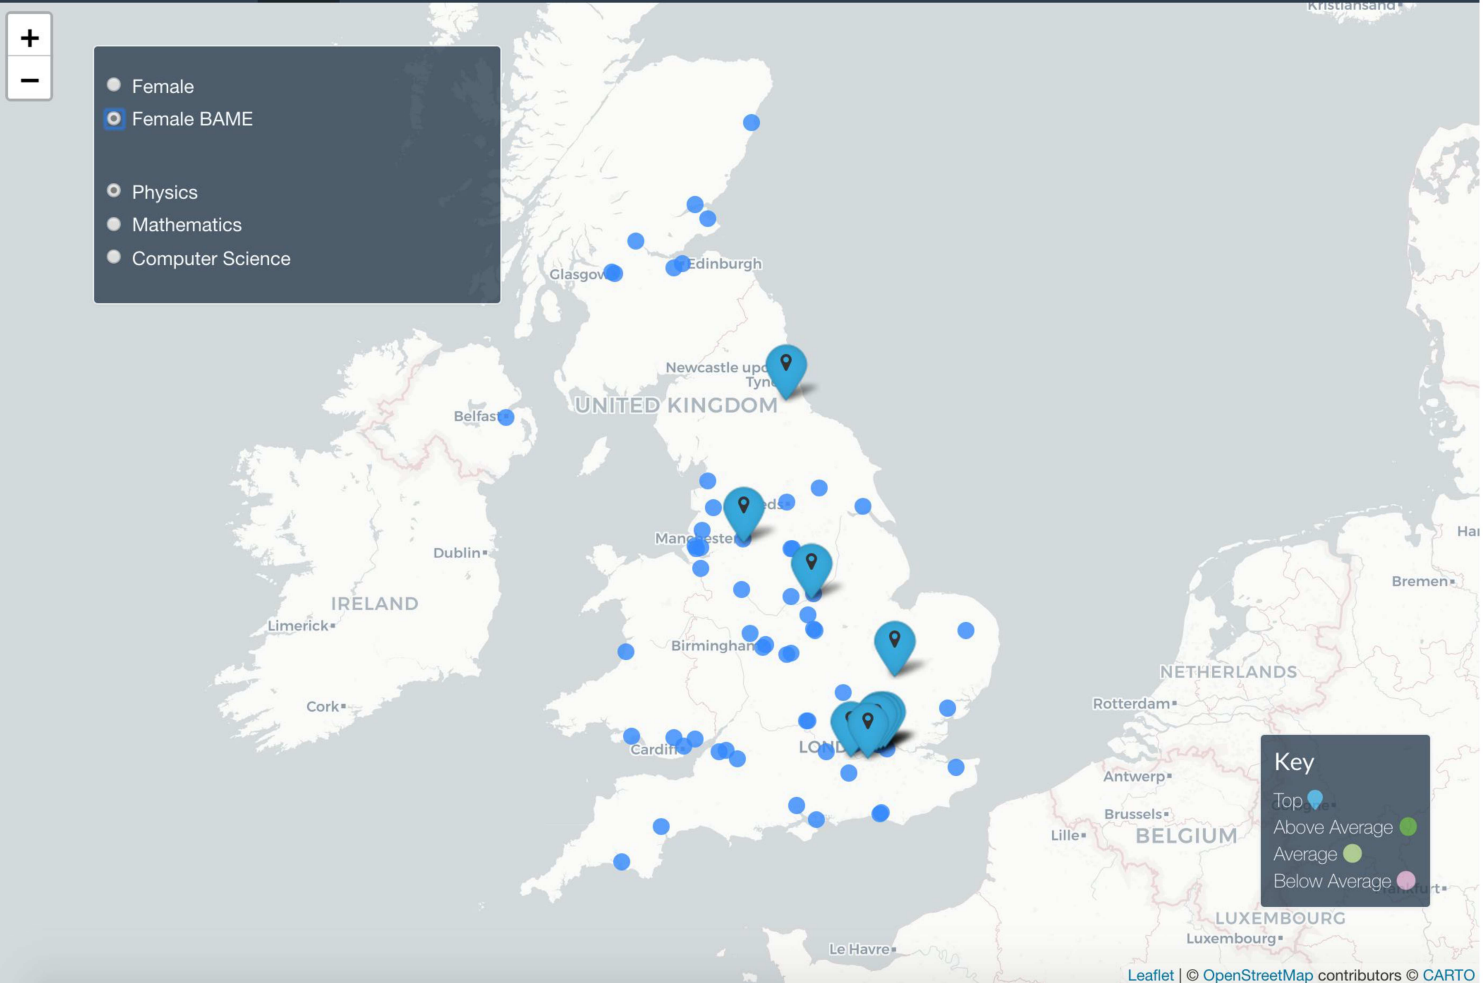 Kristiansand
+
−
Female
Female BAME
Physics
Mathematics
Computer Science
Edinburgh
Glasgow
Newcastle upo
Tyn
UNITED KINGDOM
Belfast
eds
Manchester
Dublin
IRELAND
Limerick
Birmingham
Cork
Cardiff
LOND
Bremen
NETHERLANDS
Rotterdam
Antwerp
Brussels
Lille
BELGIUM
LUXEMBOURG
Luxembourg
Le Havre
Ha
Key
Top
Above Average
Average
Below Average
Leaflet | © OpenStreetMap contributors © CARTO